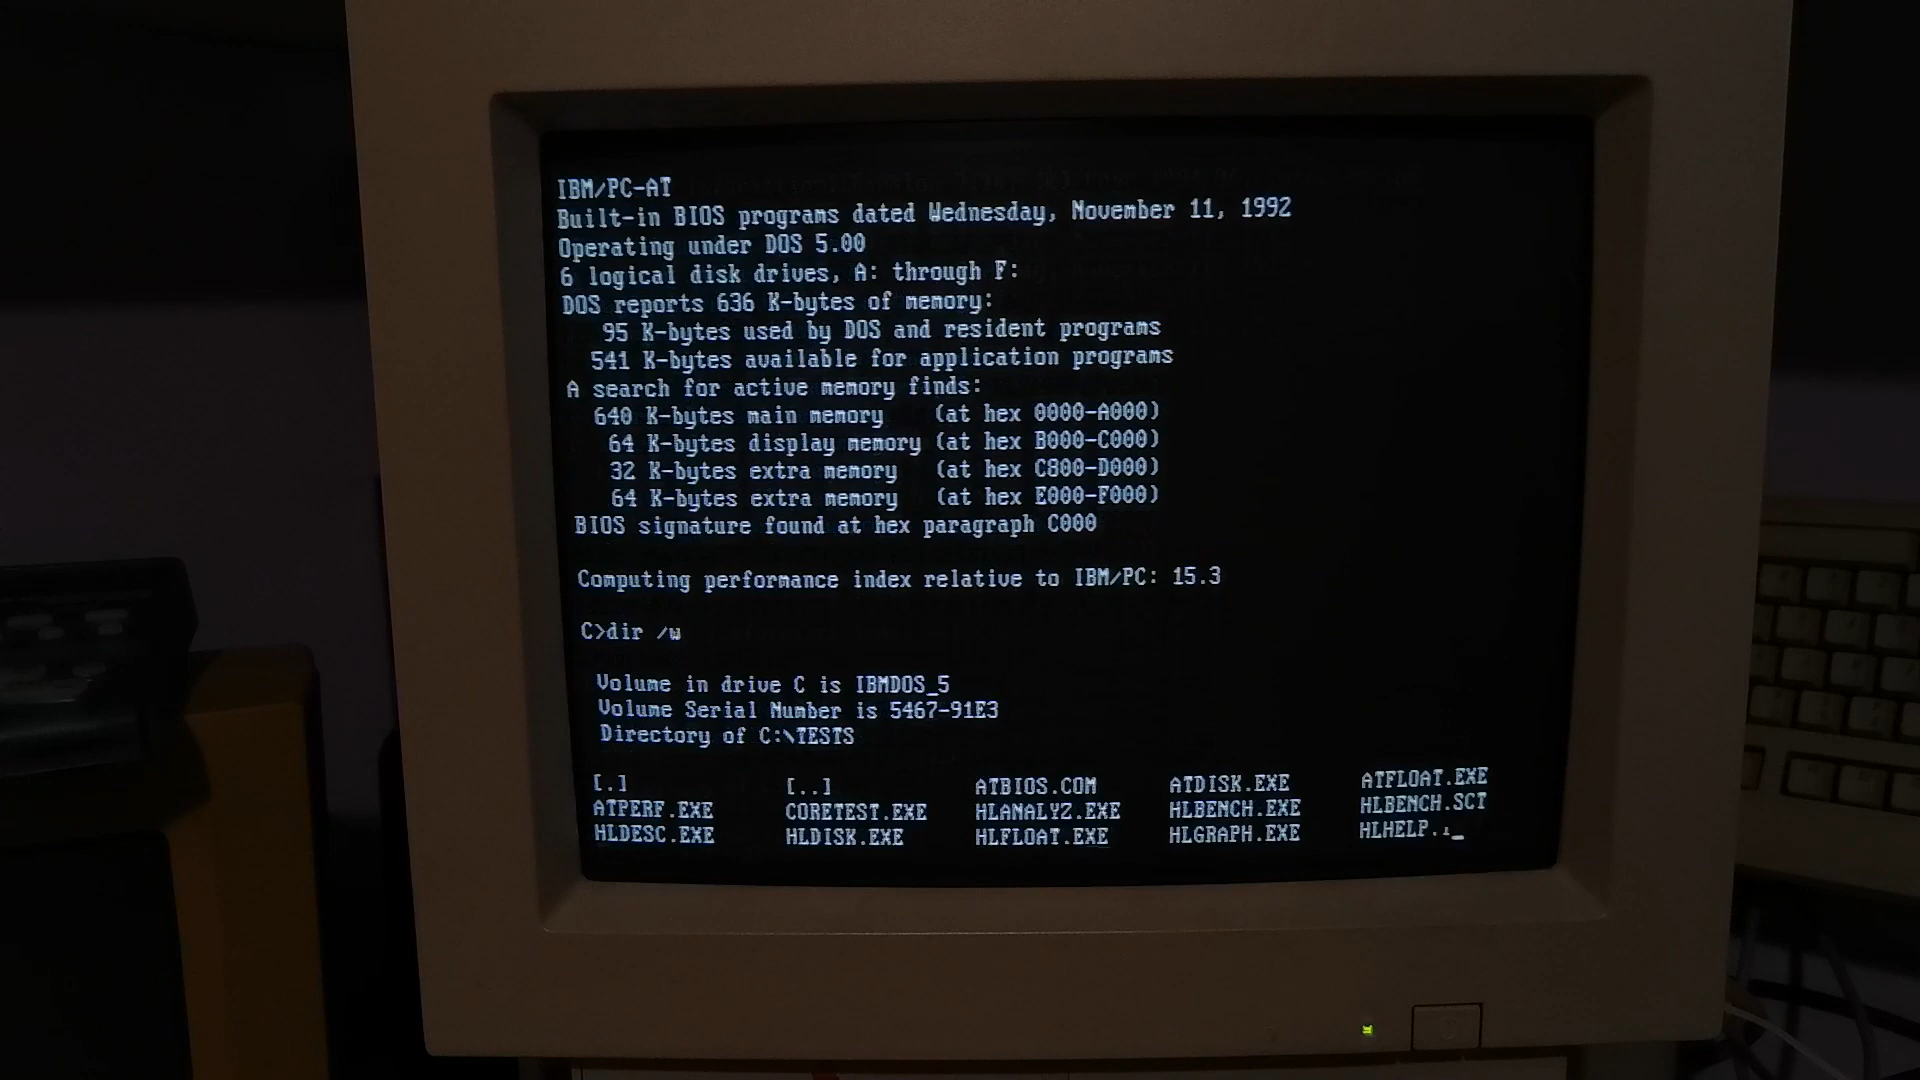 IBM/PC-AT
Built-in BIOS programs dated Wednesday, November 11, 1992
Operating under DOS 5.00
6 logical disk drives, A: through F:
DOS reports 636 K-bytes of memory:
95 K-bytes used by DOS and resident programs
541 K-bytes available for application programs
A search for active memory finds:
640 K-bytes main memory (at hex 0000-A000)
64 K-bytes display memory (at hex B000-C000)
32 K-bytes extra memory (at hex C800-D000)
64 K-bytes extra memory (at hex E000-F000)
BIOS signature found at hex paragraph C000
Computing performance index relative to IBM/PC: 15.3
C>dir /w
Volume in drive C is IBMDOS_5
Volume Serial Number is 5467-91E3
Directory of C:\TESTS
[.] [..] ATBIOS.COM ATDISK.EXE ATFLOAT.EXE
ATPERF.EXE CORETEST.EXE HLANALYZ.EXE HLBENCH.EXE HLBENCH.SCT
HLDESC.EXE HLDISK.EXE HLFLOAT.EXE HLGRAPH.EXE HLHELP.